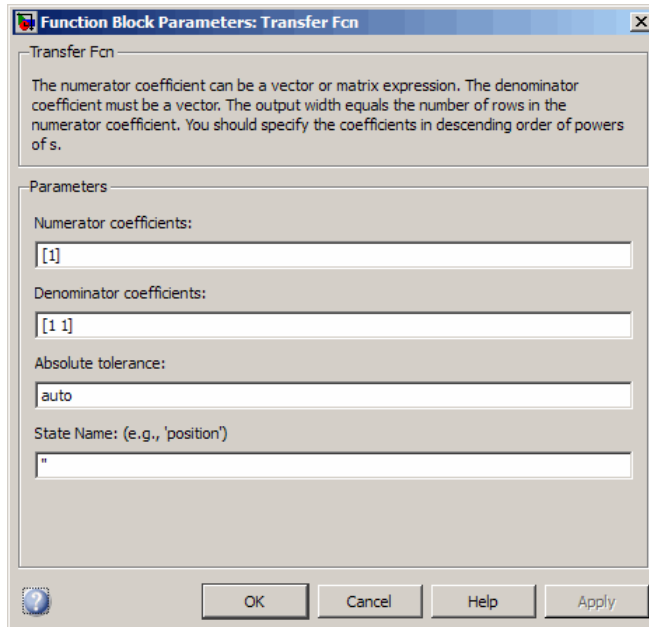 Function Block Parameters: Transfer Fcn
Transfer Fcn
The numerator coefficient can be a vector or matrix expression. The denominator
coefficient must be a vector. The output width equals the number of rows in the
numerator coefficient. You should specify the coefficients in descending order of powers
of s.
Parameters
Numerator coefficients:
[1]
Denominator coefficients:
[1 1]
Absolute tolerance:
auto
State Name: (e.g., 'position')
''
OK Cancel Help Apply